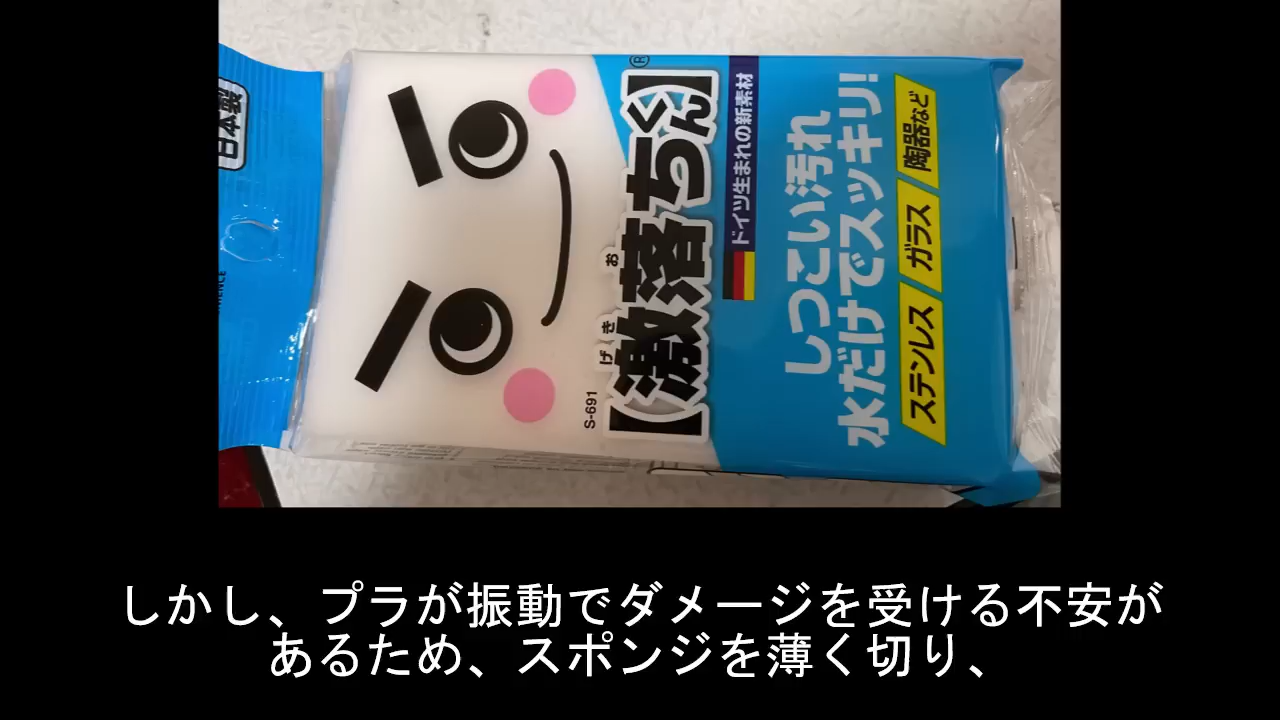 日本製
【激落ちくん】®
げき お
S-691
ドイツ生まれの新素材
しつこい汚れ
水だけでスッキリ!
ステンレス ガラス 陶器など
しかし、プラが振動でダメージを受ける不安が
あるため、スポンジを薄く切り、